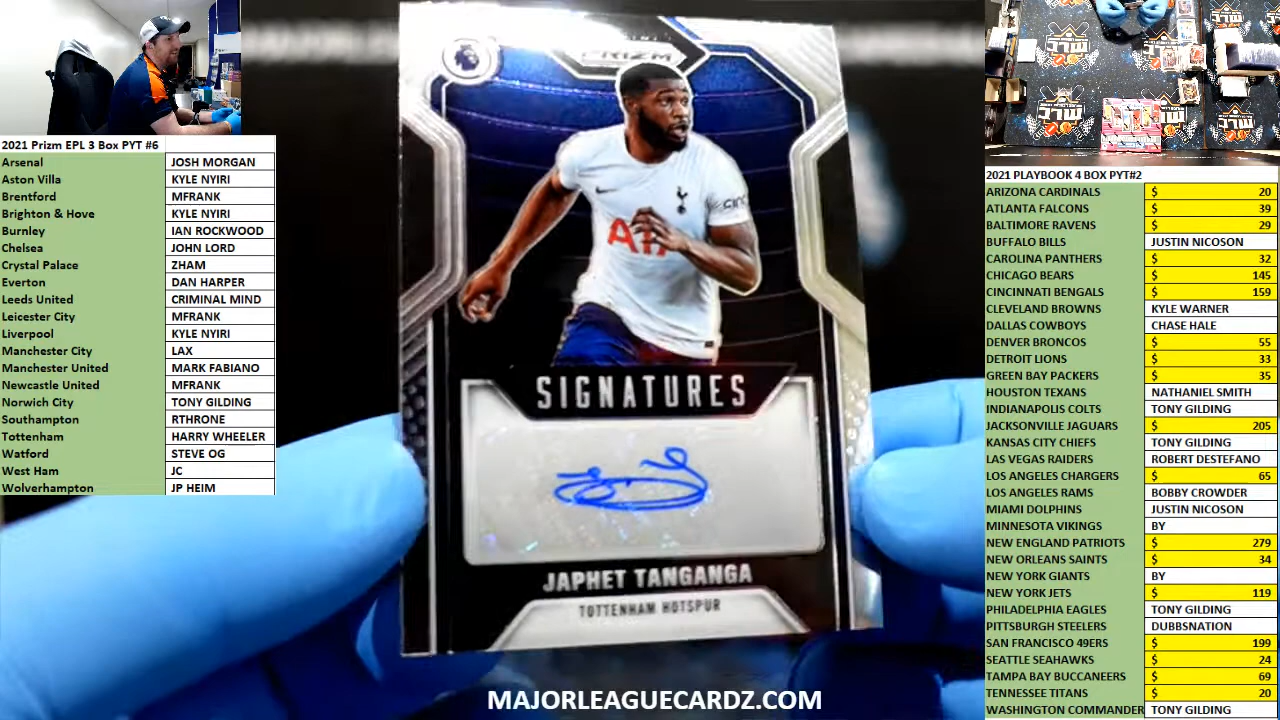 2021 Prizm EPL 3 Box PYT #6
Arsenal JOSH MORGAN
Aston Villa KYLE NYIRI
Brentford MFRANK
Brighton & Hove KYLE NYIRI
Burnley IAN ROCKWOOD
Chelsea JOHN LORD
Crystal Palace ZHAM
Everton DAN HARPER
Leeds United CRIMINAL MIND
Leicester City MFRANK
Liverpool KYLE NYIRI
Manchester City LAX
Manchester United MARK FABIANO
Newcastle United MFRANK
Norwich City TONY GILDING
Southampton RTHRONE
Tottenham HARRY WHEELER
Watford STEVE OG
West Ham JC
Wolverhampton JP HEIM
PRIZM
AIA
SIGNATURES
JAPHET TANGANGA
TOTTENHAM HOTSPUR
MAJORLEAGUECARDZ.COM
2021 PLAYBOOK 4 BOX PYT#2
ARIZONA CARDINALS $ 20
ATLANTA FALCONS $ 39
BALTIMORE RAVENS $ 29
BUFFALO BILLS JUSTIN NICOSON
CAROLINA PANTHERS $ 32
CHICAGO BEARS $ 145
CINCINNATI BENGALS $ 159
CLEVELAND BROWNS KYLE WARNER
DALLAS COWBOYS CHASE HALE
DENVER BRONCOS $ 55
DETROIT LIONS $ 33
GREEN BAY PACKERS $ 35
HOUSTON TEXANS NATHANIEL SMITH
INDIANAPOLIS COLTS TONY GILDING
JACKSONVILLE JAGUARS $ 205
KANSAS CITY CHIEFS TONY GILDING
LAS VEGAS RAIDERS ROBERT DESTEFANO
LOS ANGELES CHARGERS $ 65
LOS ANGELES RAMS BOBBY CROWDER
MIAMI DOLPHINS JUSTIN NICOSON
MINNESOTA VIKINGS BY
NEW ENGLAND PATRIOTS $ 279
NEW ORLEANS SAINTS $ 34
NEW YORK GIANTS BY
NEW YORK JETS $ 119
PHILADELPHIA EAGLES TONY GILDING
PITTSBURGH STEELERS DUBBSNATION
SAN FRANCISCO 49ERS $ 199
SEATTLE SEAHAWKS $ 24
TAMPA BAY BUCCANEERS $ 69
TENNESSEE TITANS $ 20
WASHINGTON COMMANDER TONY GILDING